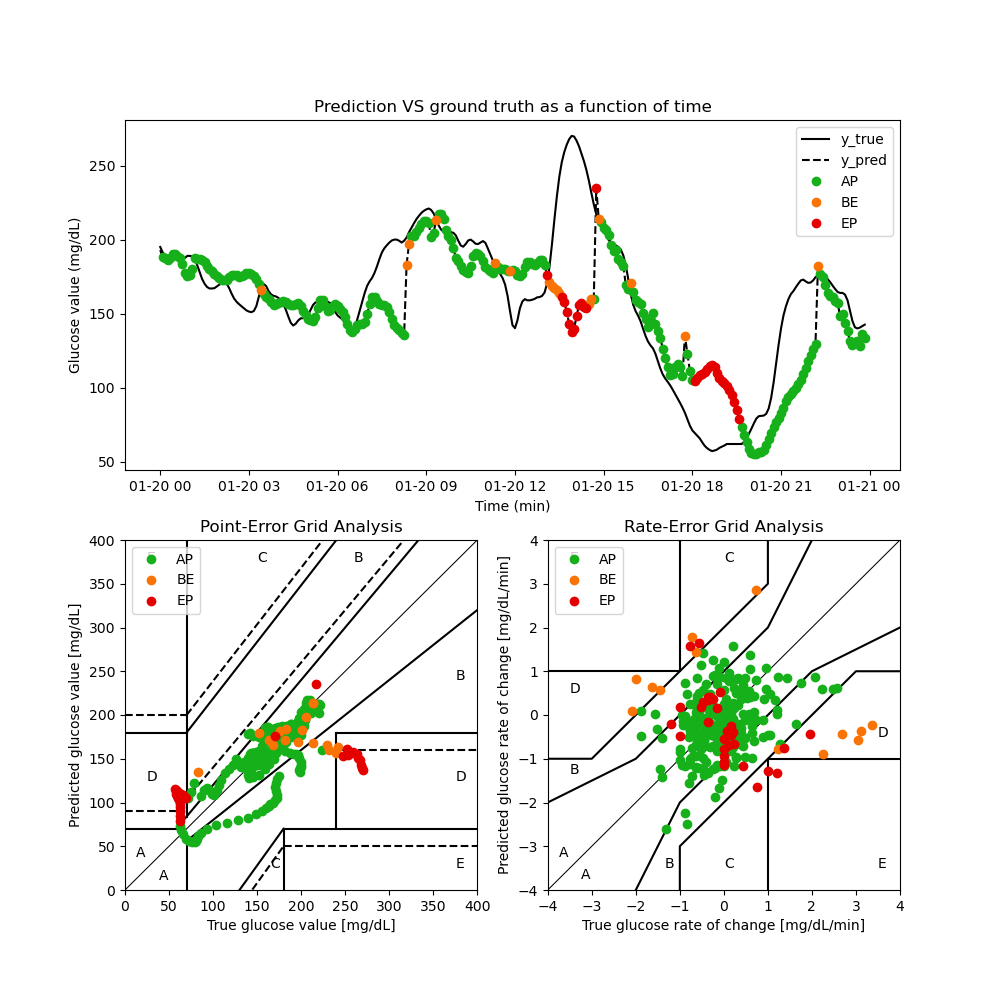 Prediction VS ground truth as a function of time
Glucose value (mg/dL)
250
200
150
100
50
y_true
y_pred
AP
BE
EP
01-20 00 01-20 03 01-20 06 01-20 09 01-20 12 01-20 15 01-20 18 01-20 21 01-21 00
Time (min)
Point-Error Grid Analysis
Predicted glucose value [mg/dL]
400
350
300
250
200
150
100
50
0
AP
BE
EP
C
B
B
D
D
A
A
C
E
0 50 100 150 200 250 300 350 400
True glucose value [mg/dL]
Rate-Error Grid Analysis
Predicted glucose rate of change [mg/dL/min]
4
3
2
1
0
−1
−2
−3
−4
AP
BE
EP
C
D
D
B
A
A
B
C
E
−4 −3 −2 −1 0 1 2 3 4
True glucose rate of change [mg/dL/min]